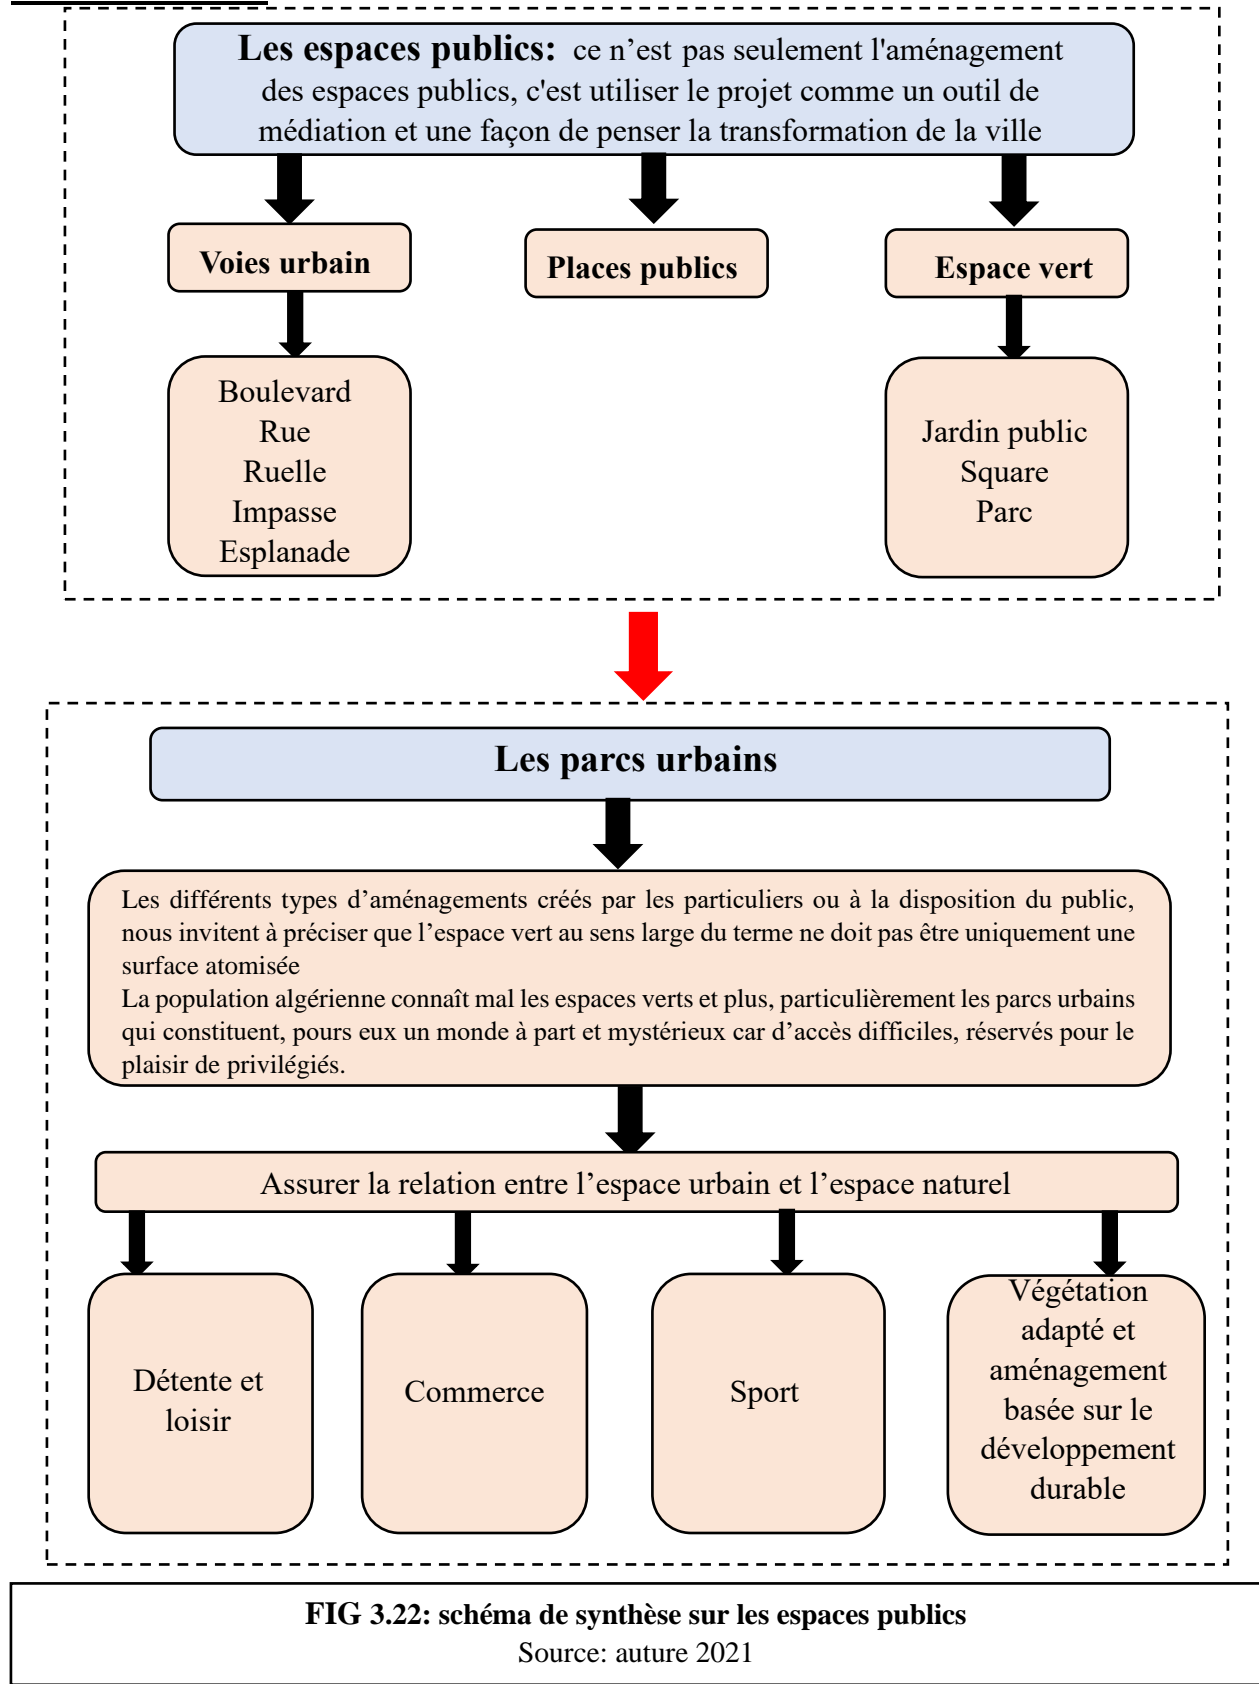 Les espaces publics: ce n’est pas seulement l'aménagement
des espaces publics, c'est utiliser le projet comme un outil de
médiation et une façon de penser la transformation de la ville
Voies urbain
Places publics
Espace vert
Boulevard
Rue
Ruelle
Impasse
Esplanade
Jardin public
Square
Parc
Les parcs urbains
Les différents types d’aménagements créés par les particuliers ou à la disposition du public,
nous invitent à préciser que l’espace vert au sens large du terme ne doit pas être uniquement une
surface atomisée
La population algérienne connaît mal les espaces verts et plus, particulièrement les parcs urbains
qui constituent, pours eux un monde à part et mystérieux car d’accès difficiles, réservés pour le
plaisir de privilégiés.
Assurer la relation entre l’espace urbain et l’espace naturel
Détente et
loisir
Commerce
Sport
Végétation
adapté et
aménagement
basée sur le
développement
durable
FIG 3.22: schéma de synthèse sur les espaces publics
Source: auture 2021